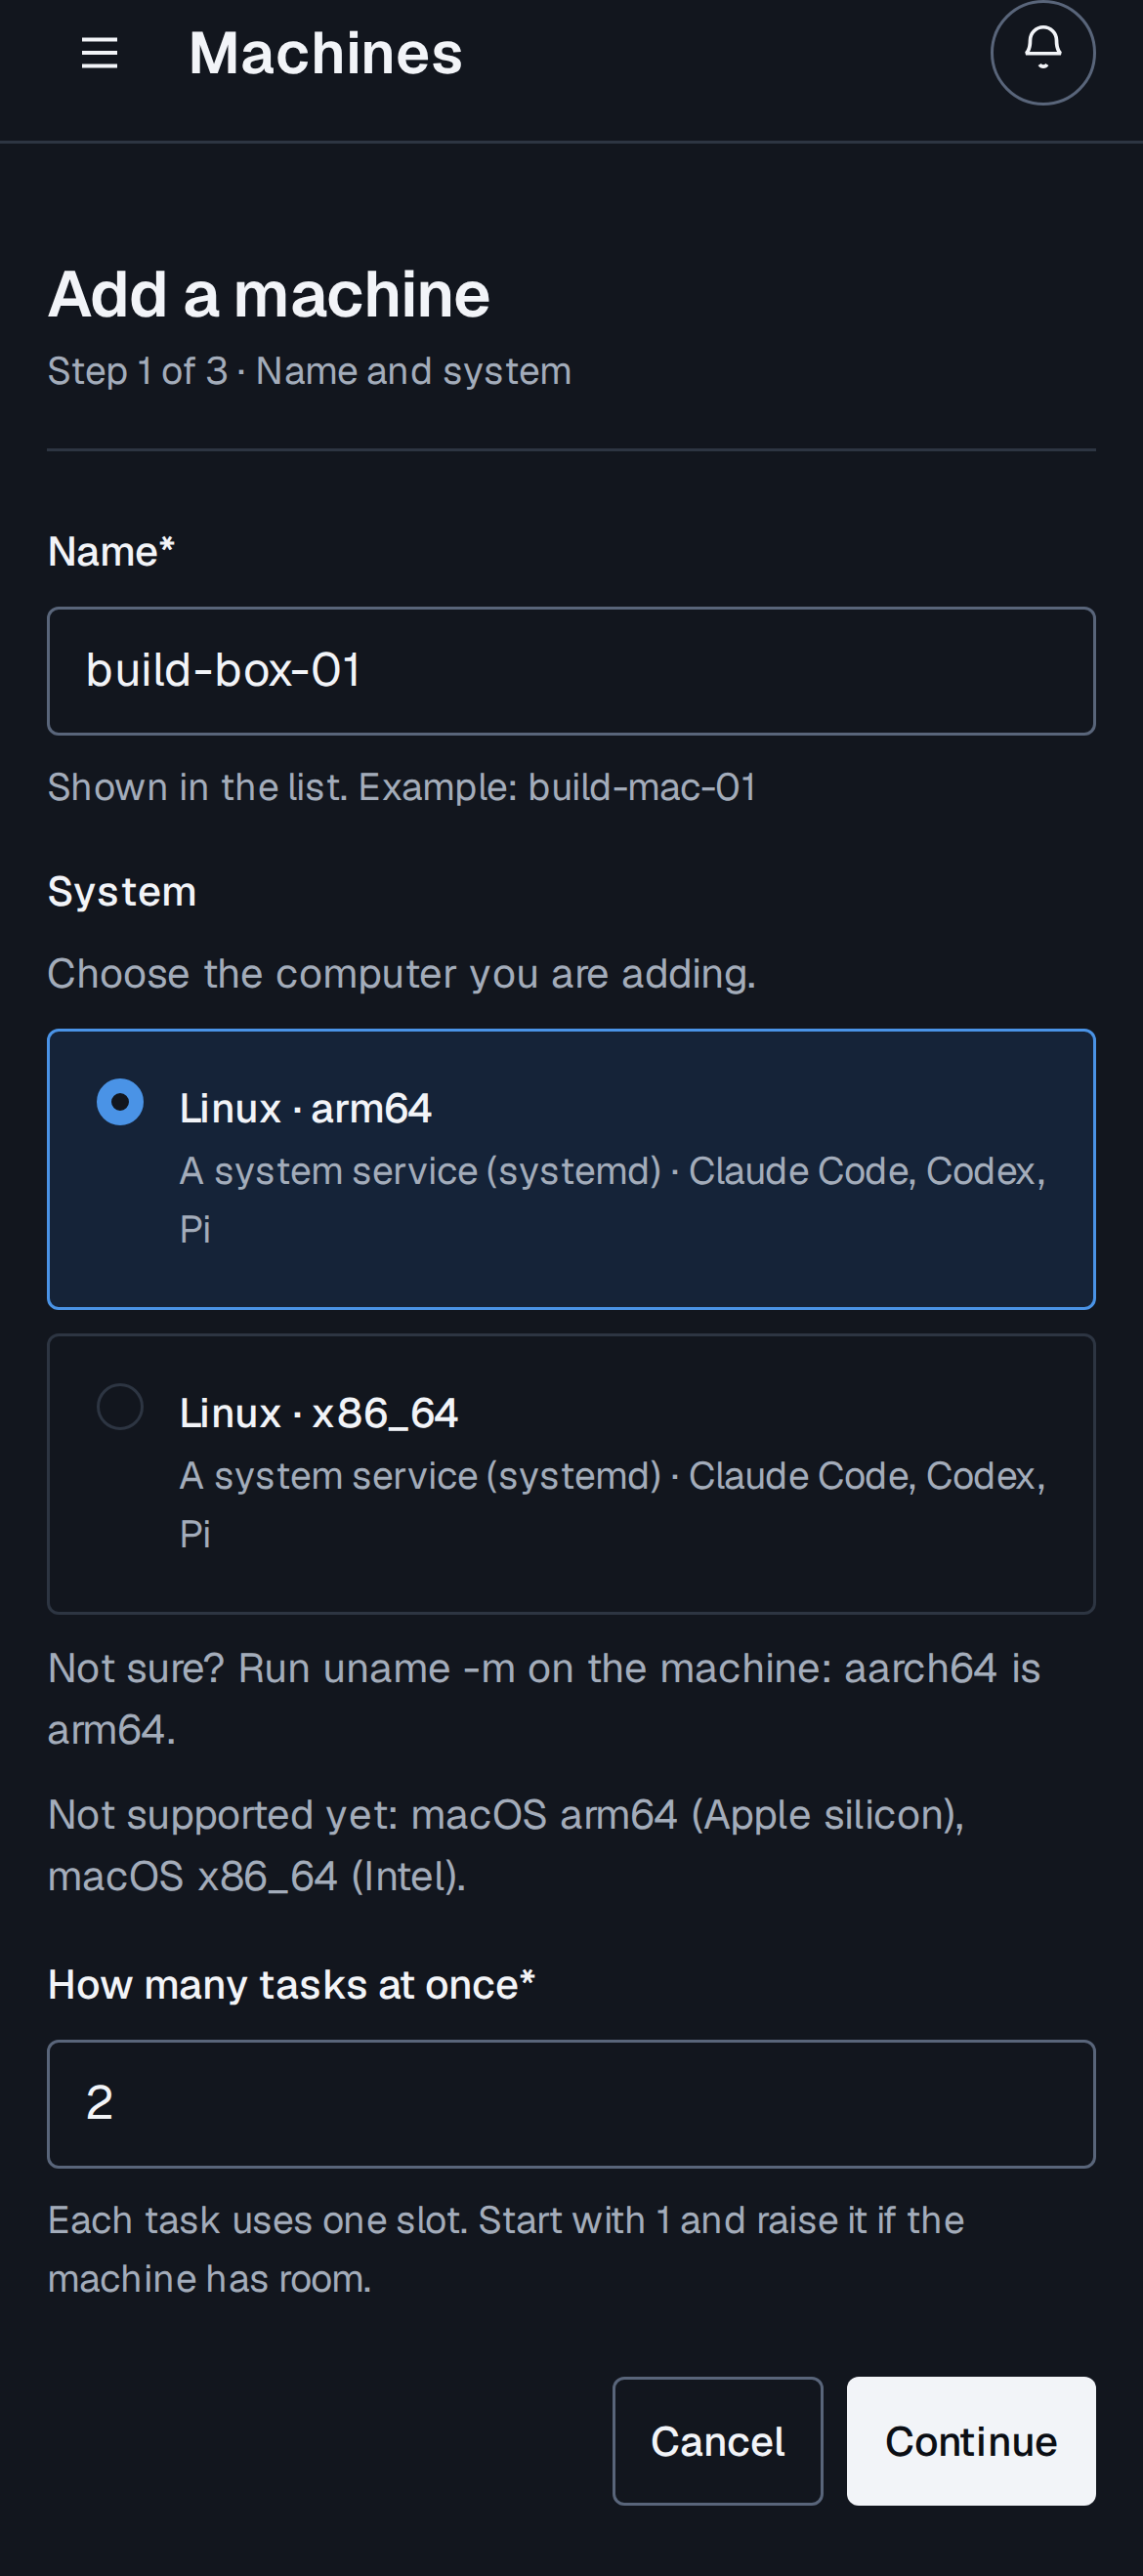 Machines
Add a machine
Step 1 of 3 · Name and system
Name*
build-box-01
Shown in the list. Example: build-mac-01
System
Choose the computer you are adding.
Linux · arm64
A system service (systemd) · Claude Code, Codex,
Pi
Linux · x86_64
A system service (systemd) · Claude Code, Codex,
Pi
Not sure? Run uname -m on the machine: aarch64 is
arm64.
Not supported yet: macOS arm64 (Apple silicon),
macOS x86_64 (Intel).
How many tasks at once*
2
Each task uses one slot. Start with 1 and raise it if the
machine has room.
Cancel
Continue